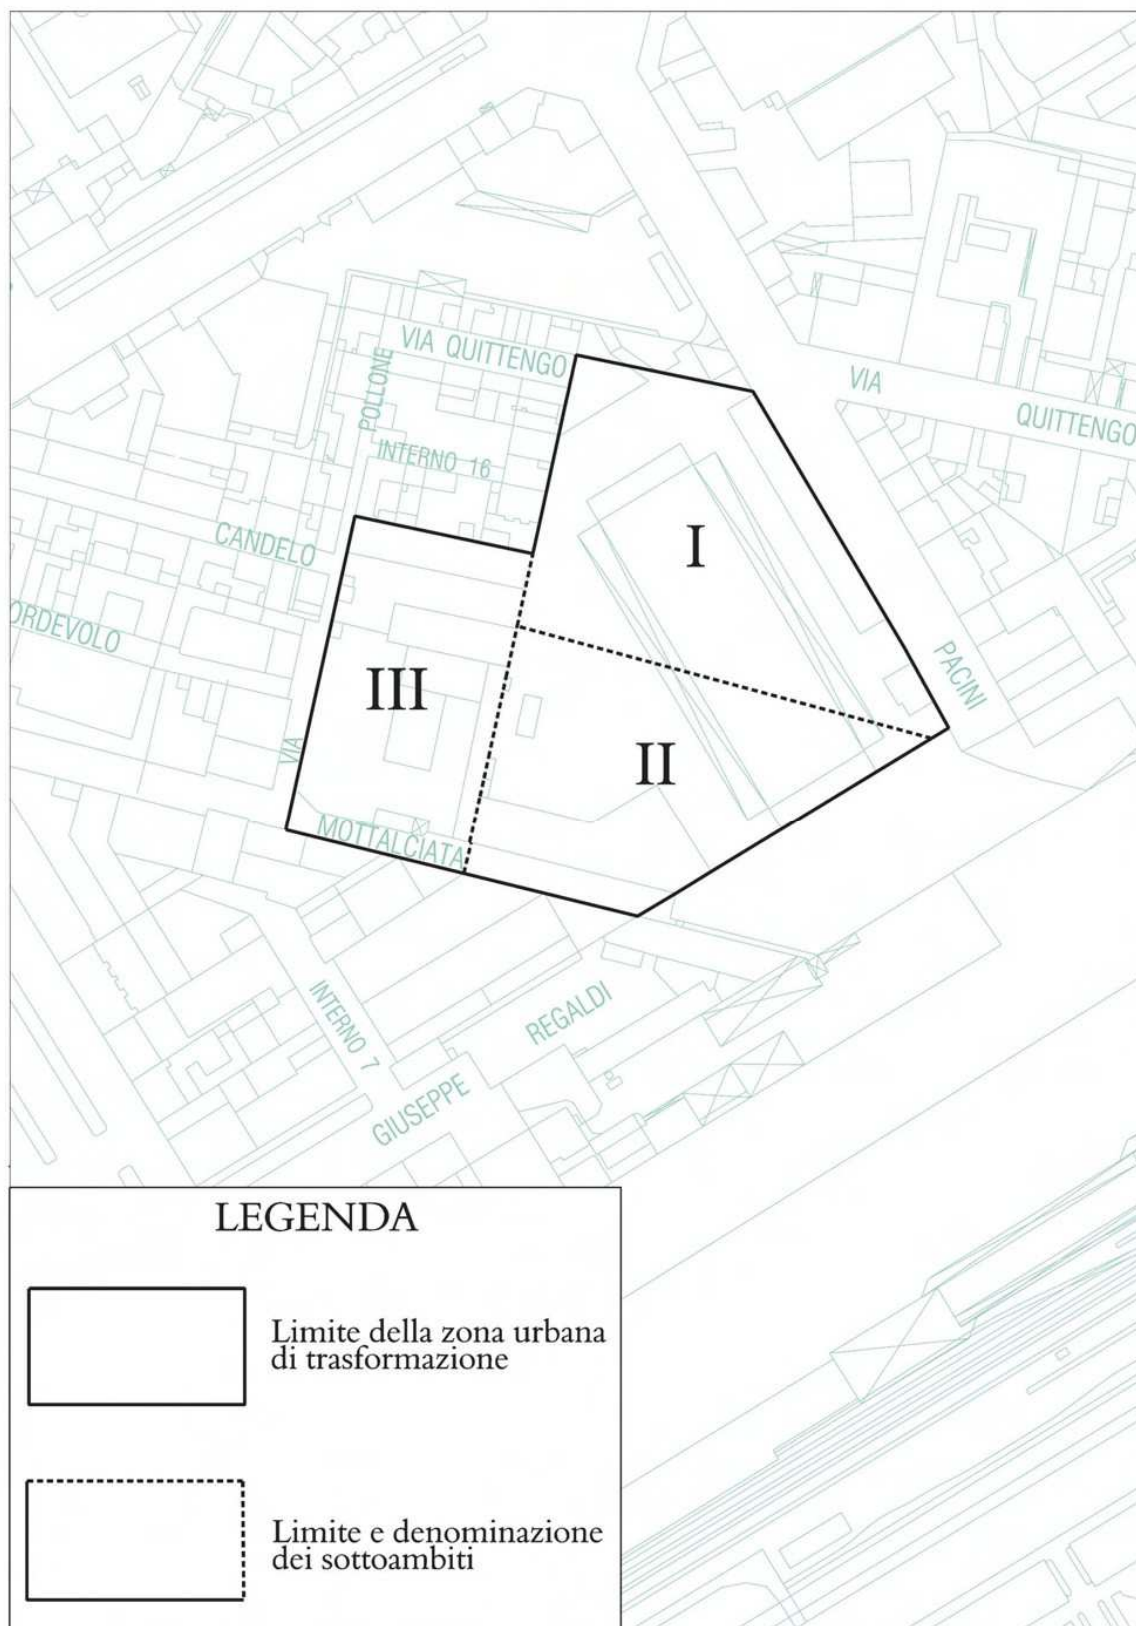 VIA QUITTENGO
POLLONE
VIA
QUITTENGO
INTERNO 16
CANDELO
I
ORDEVOLO
PACINI
III
VIA
II
MOTTALCIATA
INTERNO 7
REGALDI
GIUSEPPE
LEGENDA
Limite della zona urbana
di trasformazione
Limite e denominazione
dei sottoambiti